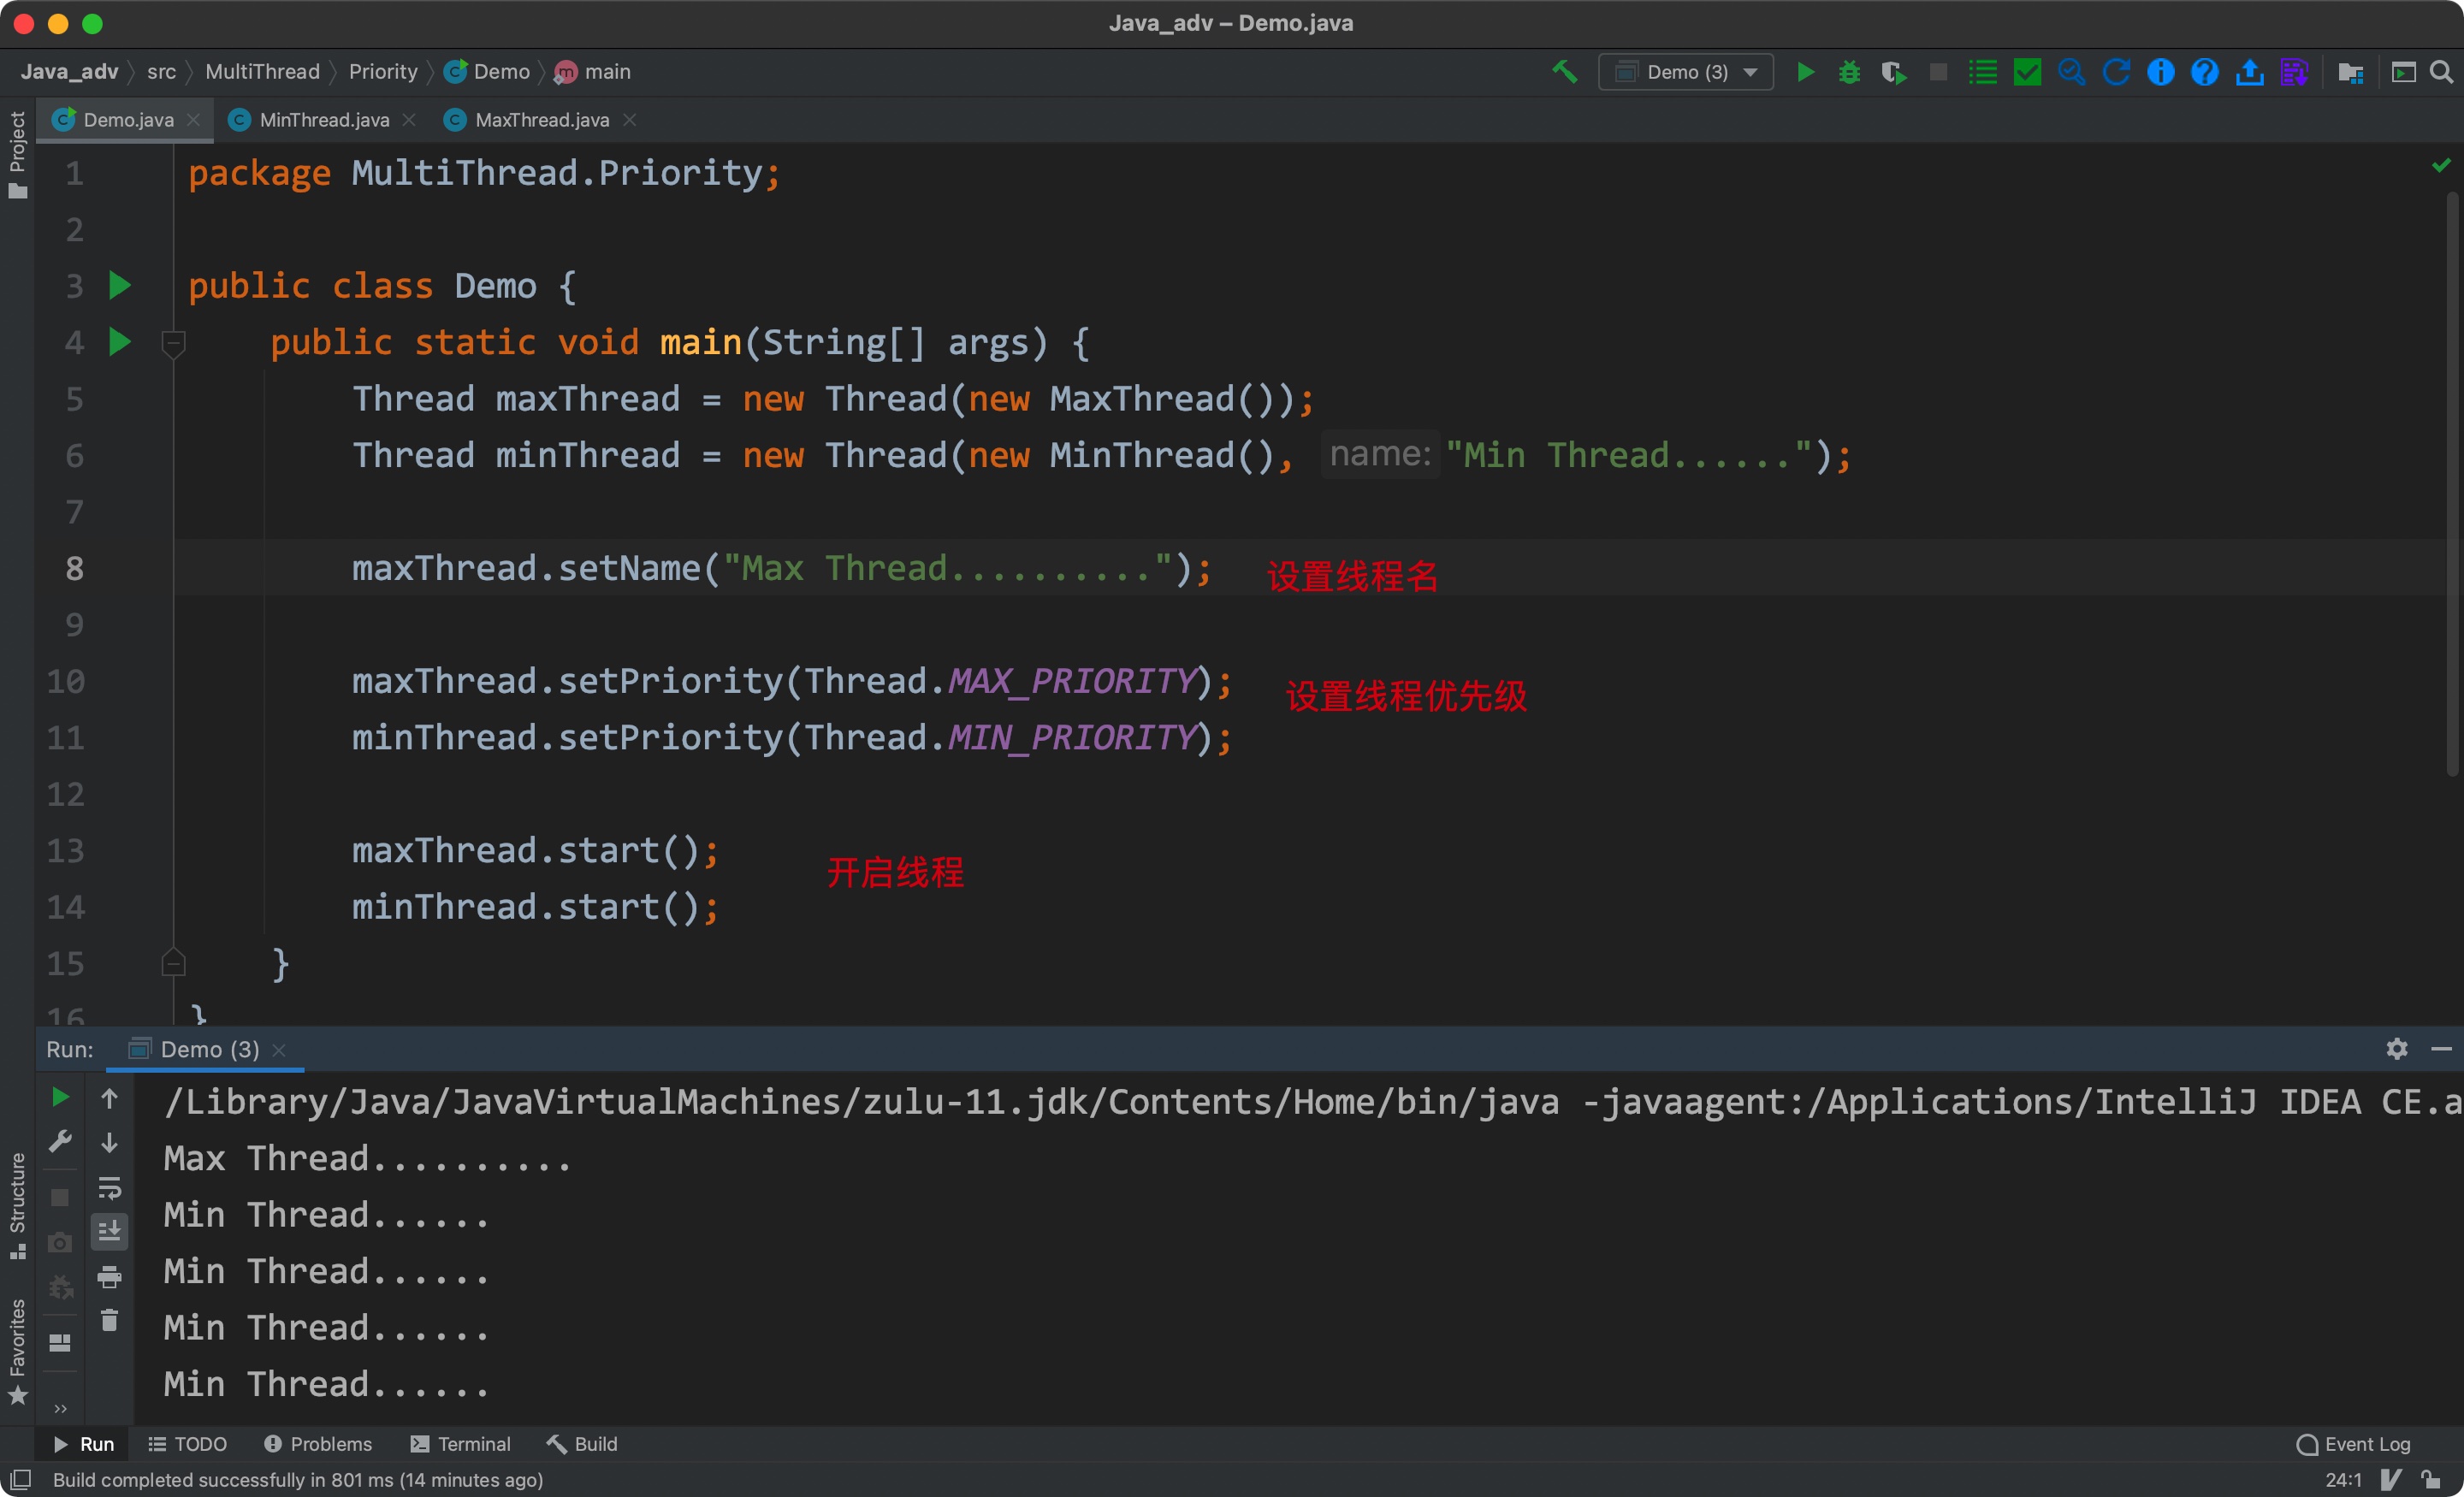 Java_adv – Demo.java
Java_adv src MultiThread Priority Demo main Demo (3)
Project
Demo.java MinThread.java MaxThread.java
1 package MultiThread.Priority;
2
3 public class Demo {
4 public static void main(String[] args) {
5 Thread maxThread = new Thread(new MaxThread());
6 Thread minThread = new Thread(new MinThread(), name: "Min Thread......");
7
8 maxThread.setName("Max Thread.........."); 设置线程名
9
10 maxThread.setPriority(Thread.MAX_PRIORITY); 设置线程优先级
11 minThread.setPriority(Thread.MIN_PRIORITY);
12
13 maxThread.start(); 开启线程
14 minThread.start();
15 }
16 }
Run: Demo (3)
/Library/Java/JavaVirtualMachines/zulu-11.jdk/Contents/Home/bin/java -javaagent:/Applications/IntelliJ IDEA CE.a
Max Thread..........
Min Thread......
Min Thread......
Min Thread......
Min Thread......
Structure
Favorites
Run TODO Problems Terminal Build Event Log
Build completed successfully in 801 ms (14 minutes ago) 24:1